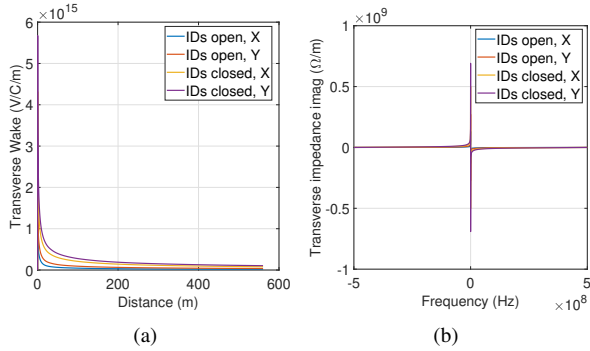 ×10^15
IDs open, X
IDs open, Y
IDs closed, X
IDs closed, Y
Transverse Wake (V/C/m)
6
5
4
3
2
1
0
0 200 400 600
Distance (m)
(a)
×10^9
IDs open, X
IDs open, Y
IDs closed, X
IDs closed, Y
Transverse impedance imag (Ω/m)
1
0.5
0
-0.5
-1
-5 0 5
Frequency (Hz) ×10^8
(b)